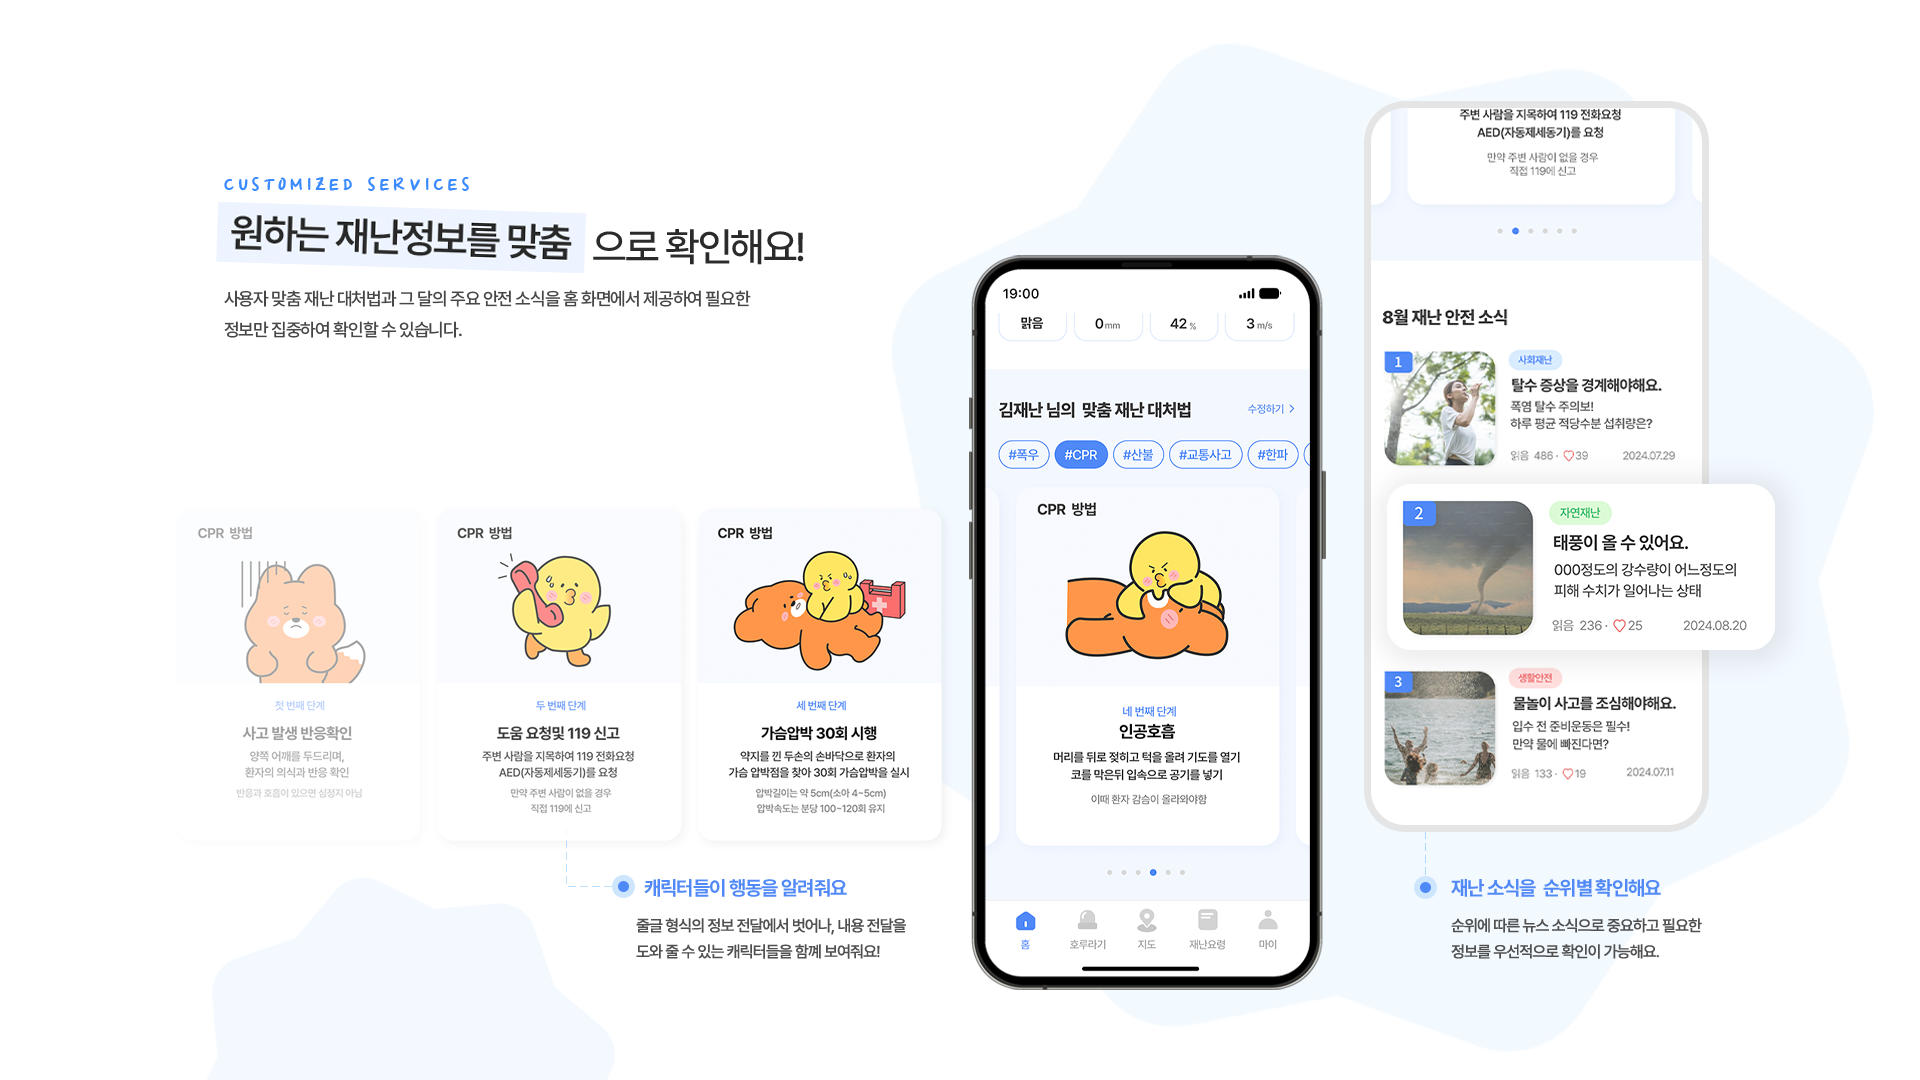 CUSTOMIZED SERVICES
원하는 재난정보를 맞춤 으로 확인해요!
사용자 맞춤 재난 대처법과 그 달의 주요 안전 소식을 홈 화면에서 제공하여 필요한
정보만 집중하여 확인할 수 있습니다.
CPR 방법
첫 번째 단계
사고 발생 반응확인
양쪽 어깨를 두드리며,
환자의 의식과 반응 확인
반응과 호흡이 있으면 심정지 아님
CPR 방법
두 번째 단계
도움 요청및 119 신고
주변 사람을 지목하여 119 전화요청
AED(자동제세동기)를 요청
만약 주변 사람이 없을 경우
직접 119에 신고
CPR 방법
세 번째 단계
가슴압박 30회 시행
약지를 낀 두손의 손바닥으로 환자의
가슴 압박점을 찾아 30회 가슴압박을 실시
압박길이는 약 5cm(소아 4~5cm)
압박속도는 분당 100~120회 유지
캐릭터들이 행동을 알려줘요
줄글 형식의 정보 전달에서 벗어나, 내용 전달을
도와 줄 수 있는 캐릭터들을 함께 보여줘요!
19:00
맑음
0 mm
42 %
3 m/s
김재난 님의 맞춤 재난 대처법
수정하기 >
#폭우
#CPR
#산불
#교통사고
#한파
CPR 방법
네 번째 단계
인공호흡
머리를 뒤로 젖히고 턱을 올려 기도를 열기
코를 막은뒤 입속으로 공기를 넣기
이때 환자 감슴이 올라와야함
홈
호루라기
지도
재난요령
마이
주변 사람을 지목하여 119 전화요청
AED(자동제세동기)를 요청
만약 주변 사람이 없을 경우
직접 119에 신고
8월 재난 안전 소식
1
사회재난
탈수 증상을 경계해야해요.
폭염 탈수 주의보!
하루 평균 적당수분 섭취량은?
읽음 486 · 39
2024.07.29
2
자연재난
태풍이 올 수 있어요.
000정도의 강수량이 어느정도의
피해 수치가 일어나는 상태
읽음 236 · 25
2024.08.20
3
생활안전
물놀이 사고를 조심해야해요.
입수 전 준비운동은 필수!
만약 물에 빠진다면?
읽음 133 · 19
2024.07.11
재난 소식을 순위별 확인해요
순위에 따른 뉴스 소식으로 중요하고 필요한
정보를 우선적으로 확인이 가능해요.